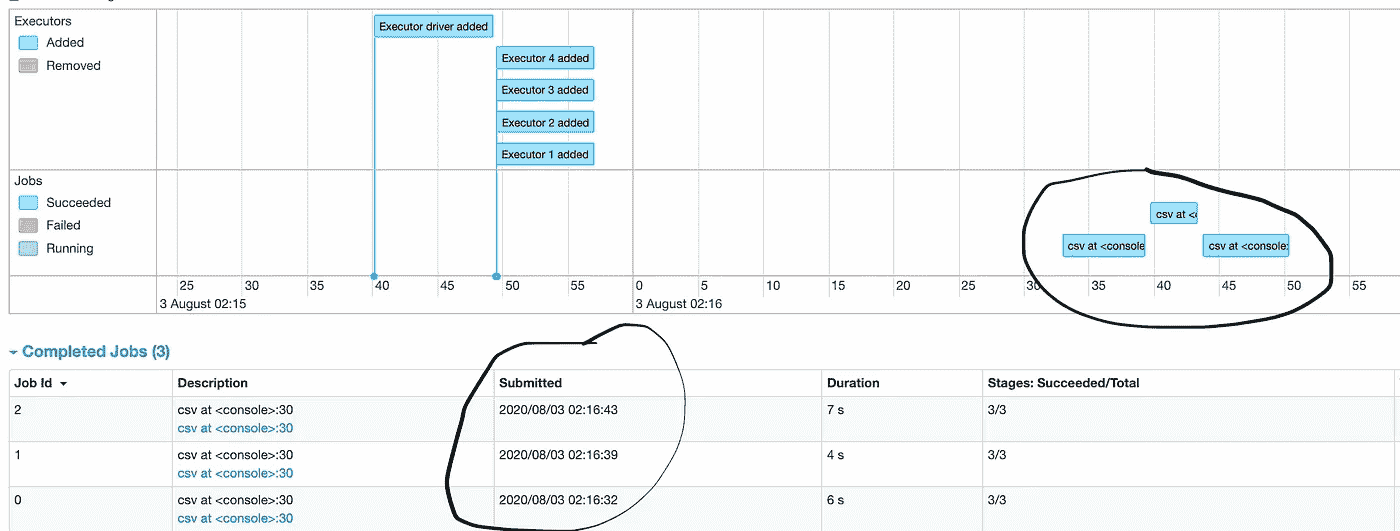 Executors
Added
Removed
Executor driver added
Executor 4 added
Executor 3 added
Executor 2 added
Executor 1 added
Jobs
Succeeded
Failed
Running
csv at <c
csv at <console
csv at <console:
25 30 35 40 45 50 55 0 5 10 15 20 25 30 35 40 45 50 55
3 August 02:15 3 August 02:16
Completed Jobs (3)
Job Id Description Submitted Duration Stages: Succeeded/Total
2 csv at <console>:30 2020/08/03 02:16:43 7 s 3/3
csv at <console>:30
1 csv at <console>:30 2020/08/03 02:16:39 4 s 3/3
csv at <console>:30
0 csv at <console>:30 2020/08/03 02:16:32 6 s 3/3
csv at <console>:30